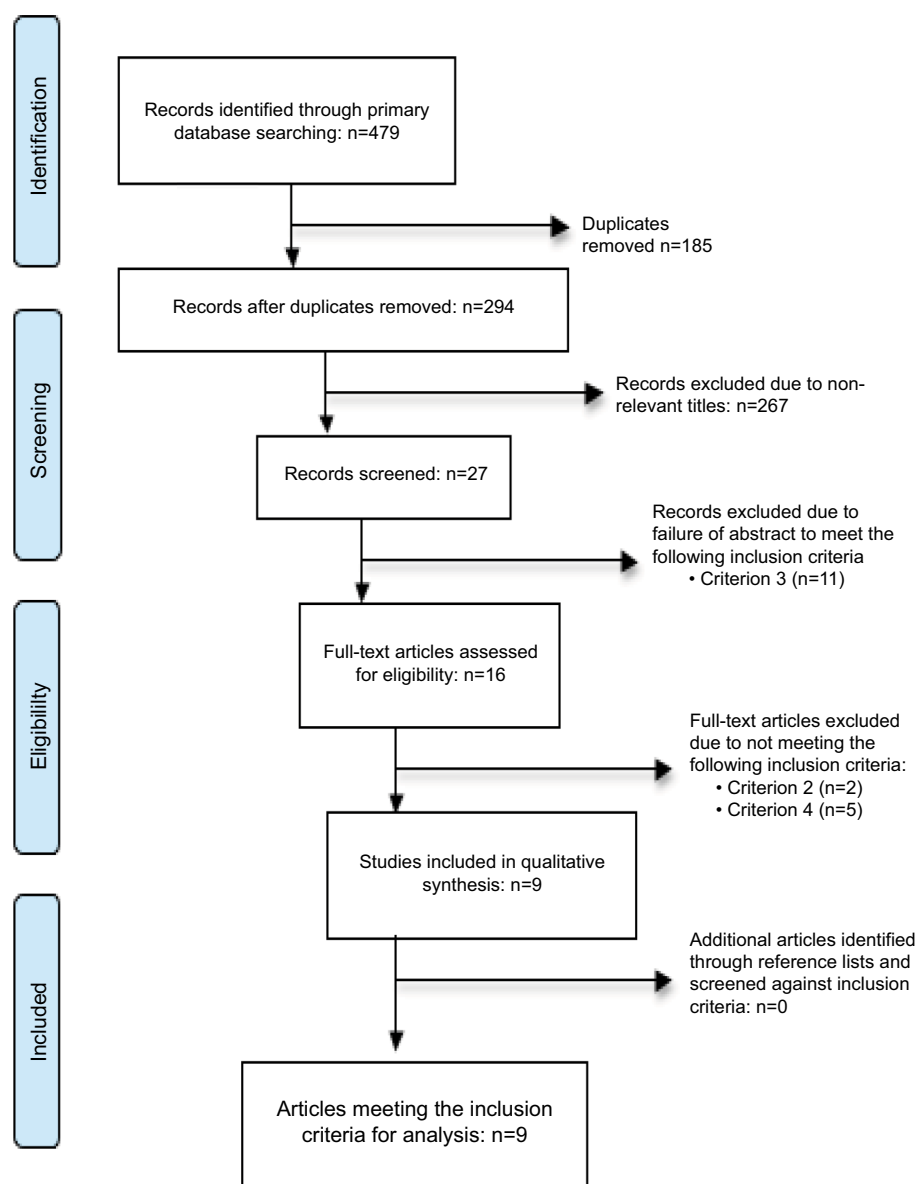 Identification
Records identified through primary
database searching: n=479
Duplicates
removed n=185
Records after duplicates removed: n=294
Screening
Records excluded due to non-
relevant titles: n=267
Records screened: n=27
Records excluded due to
failure of abstract to meet the
following inclusion criteria
• Criterion 3 (n=11)
Eligibililty
Full-text articles assessed
for eligibility: n=16
Full-text articles excluded
due to not meeting the
following inclusion criteria:
• Criterion 2 (n=2)
• Criterion 4 (n=5)
Studies included in qualitative
synthesis: n=9
Included
Additional articles identified
through reference lists and
screened against inclusion
criteria: n=0
Articles meeting the inclusion
criteria for analysis: n=9